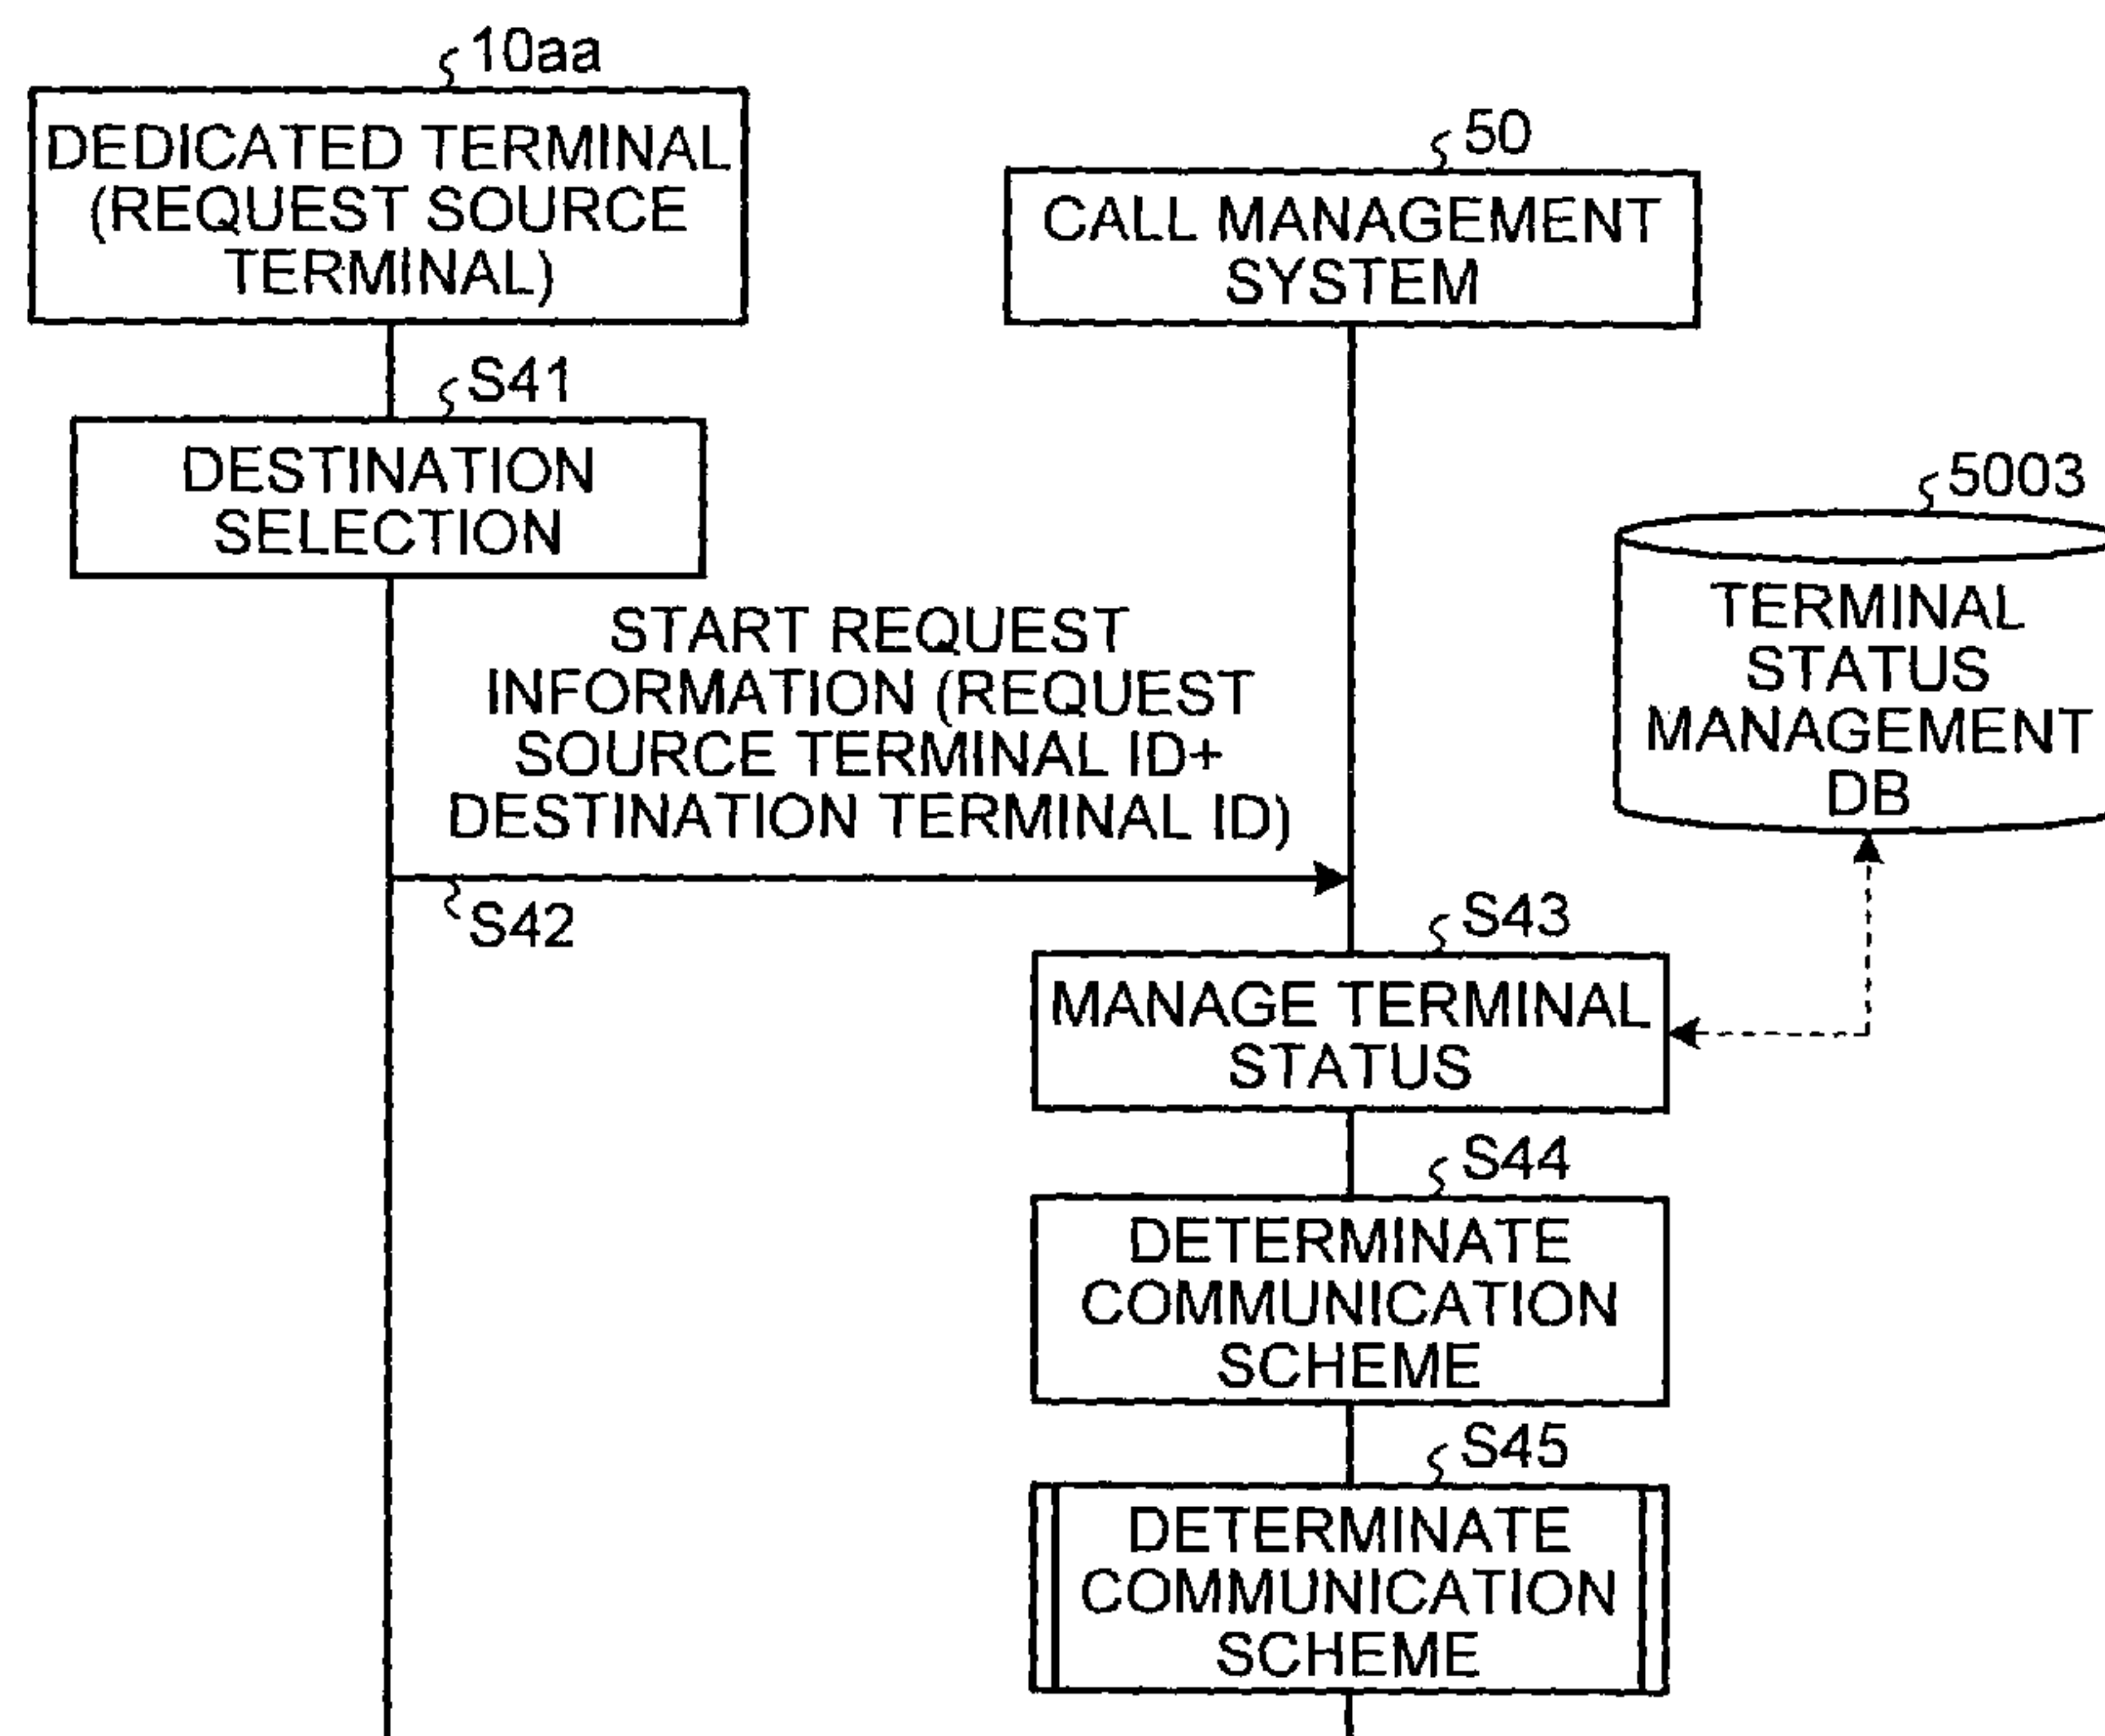 10aa
DEDICATED TERMINAL
(REQUEST SOURCE
TERMINAL)
50
CALL MANAGEMENT
SYSTEM
S41
DESTINATION
SELECTION
5003
TERMINAL
STATUS
MANAGEMENT
DB
START REQUEST
INFORMATION (REQUEST
SOURCE TERMINAL ID+
DESTINATION TERMINAL ID)
S42
S43
MANAGE TERMINAL
STATUS
S44
DETERMINATE
COMMUNICATION
SCHEME
S45
DETERMINATE
COMMUNICATION
SCHEME